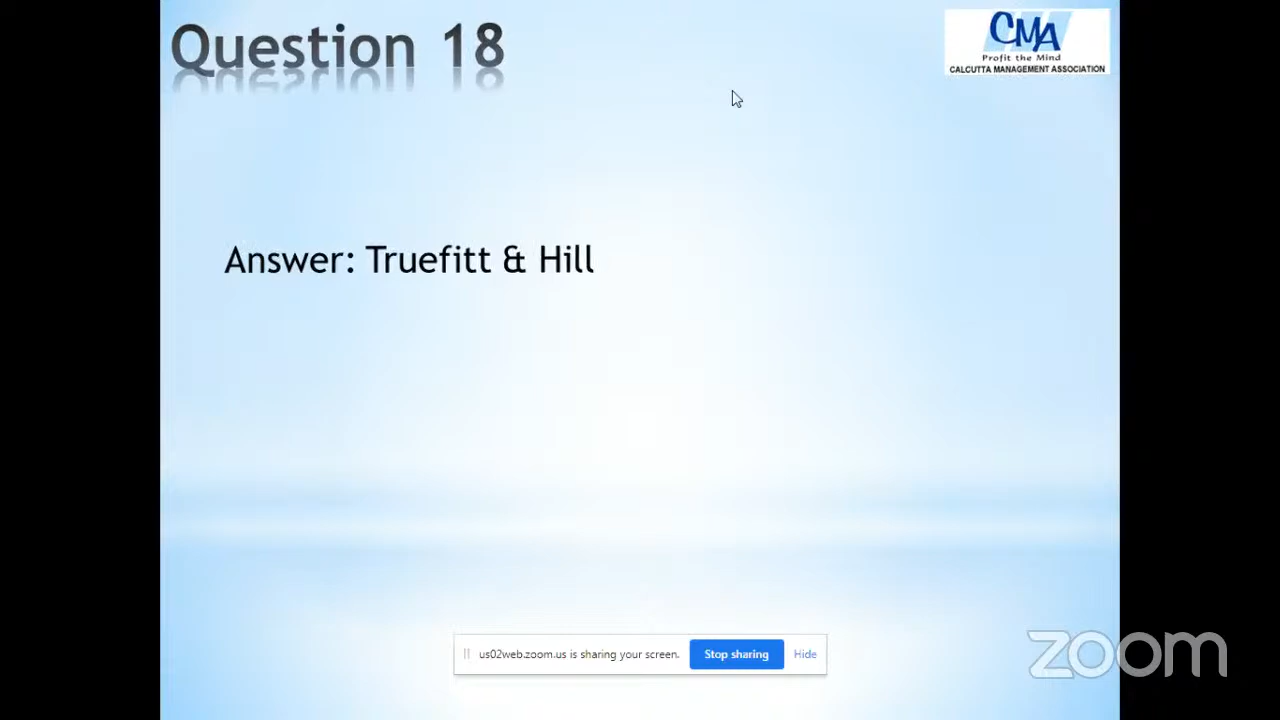 Question 18
CMA
Profit the Mind
CALCUTTA MANAGEMENT ASSOCIATION
Answer: Truefitt & Hill
us02web.zoom.us is sharing your screen.
Stop sharing
Hide
zoom